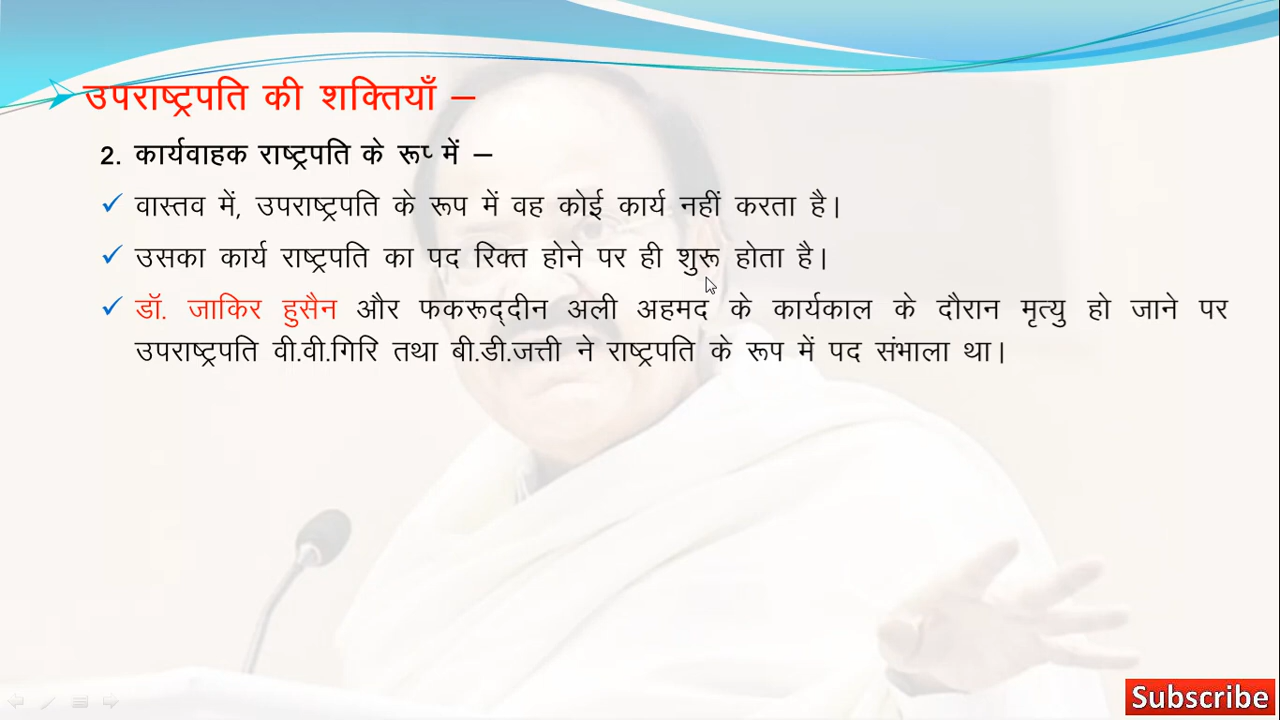 उपराष्ट्रपति की शक्तियाँ –
2. कार्यवाहक राष्ट्रपति के रूप में –
वास्तव में, उपराष्ट्रपति के रूप में वह कोई कार्य नहीं करता है।
उसका कार्य राष्ट्रपति का पद रिक्त होने पर ही शुरू होता है।
डॉ. जाकिर हुसैन और फकरूद्दीन अली अहमद के कार्यकाल के दौरान मृत्यु हो जाने पर
उपराष्ट्रपति वी.वी.गिरि तथा बी.डी.जत्ती ने राष्ट्रपति के रूप में पद संभाला था।
Subscribe